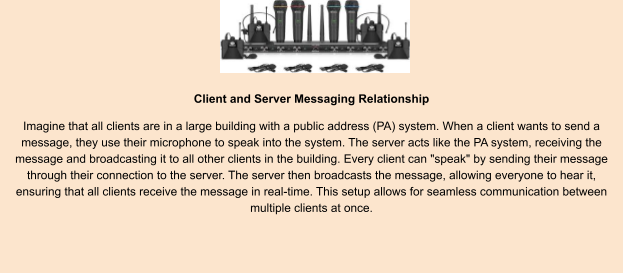 Client and Server Messaging Relationship
Imagine that all clients are in a large building with a public address (PA) system. When a client wants to send a
message, they use their microphone to speak into the system. The server acts like the PA system, receiving the
message and broadcasting it to all other clients in the building. Every client can "speak" by sending their message
through their connection to the server. The server then broadcasts the message, allowing everyone to hear it,
ensuring that all clients receive the message in real-time. This setup allows for seamless communication between
multiple clients at once.